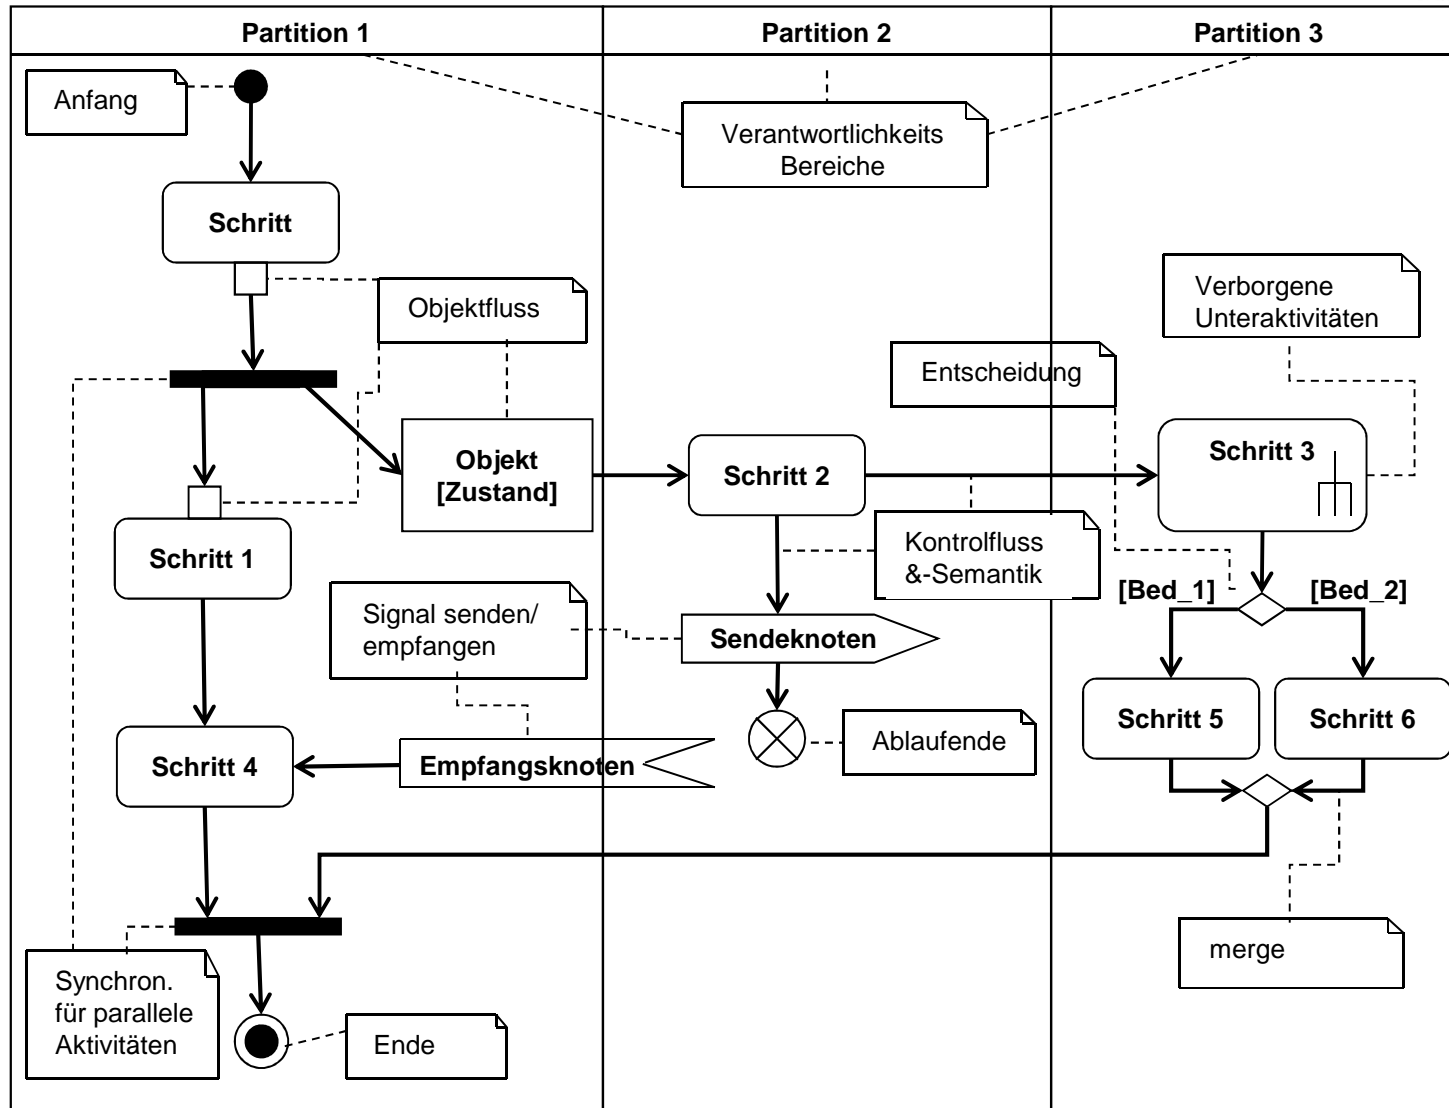 Partition 1
Partition 2
Partition 3
Anfang
Verantwortlichkeits
Bereiche
Schritt
Objektfluss
Verborgene
Unteraktivitäten
Entscheidung
Objekt
[Zustand]
Schritt 2
Schritt 3
Schritt 1
Kontrolfluss
&-Semantik
[Bed_1]
[Bed_2]
Signal senden/
empfangen
Sendeknoten
Schritt 5
Schritt 6
Schritt 4
Empfangsknoten
Ablaufende
merge
Synchron.
für parallele
Aktivitäten
Ende